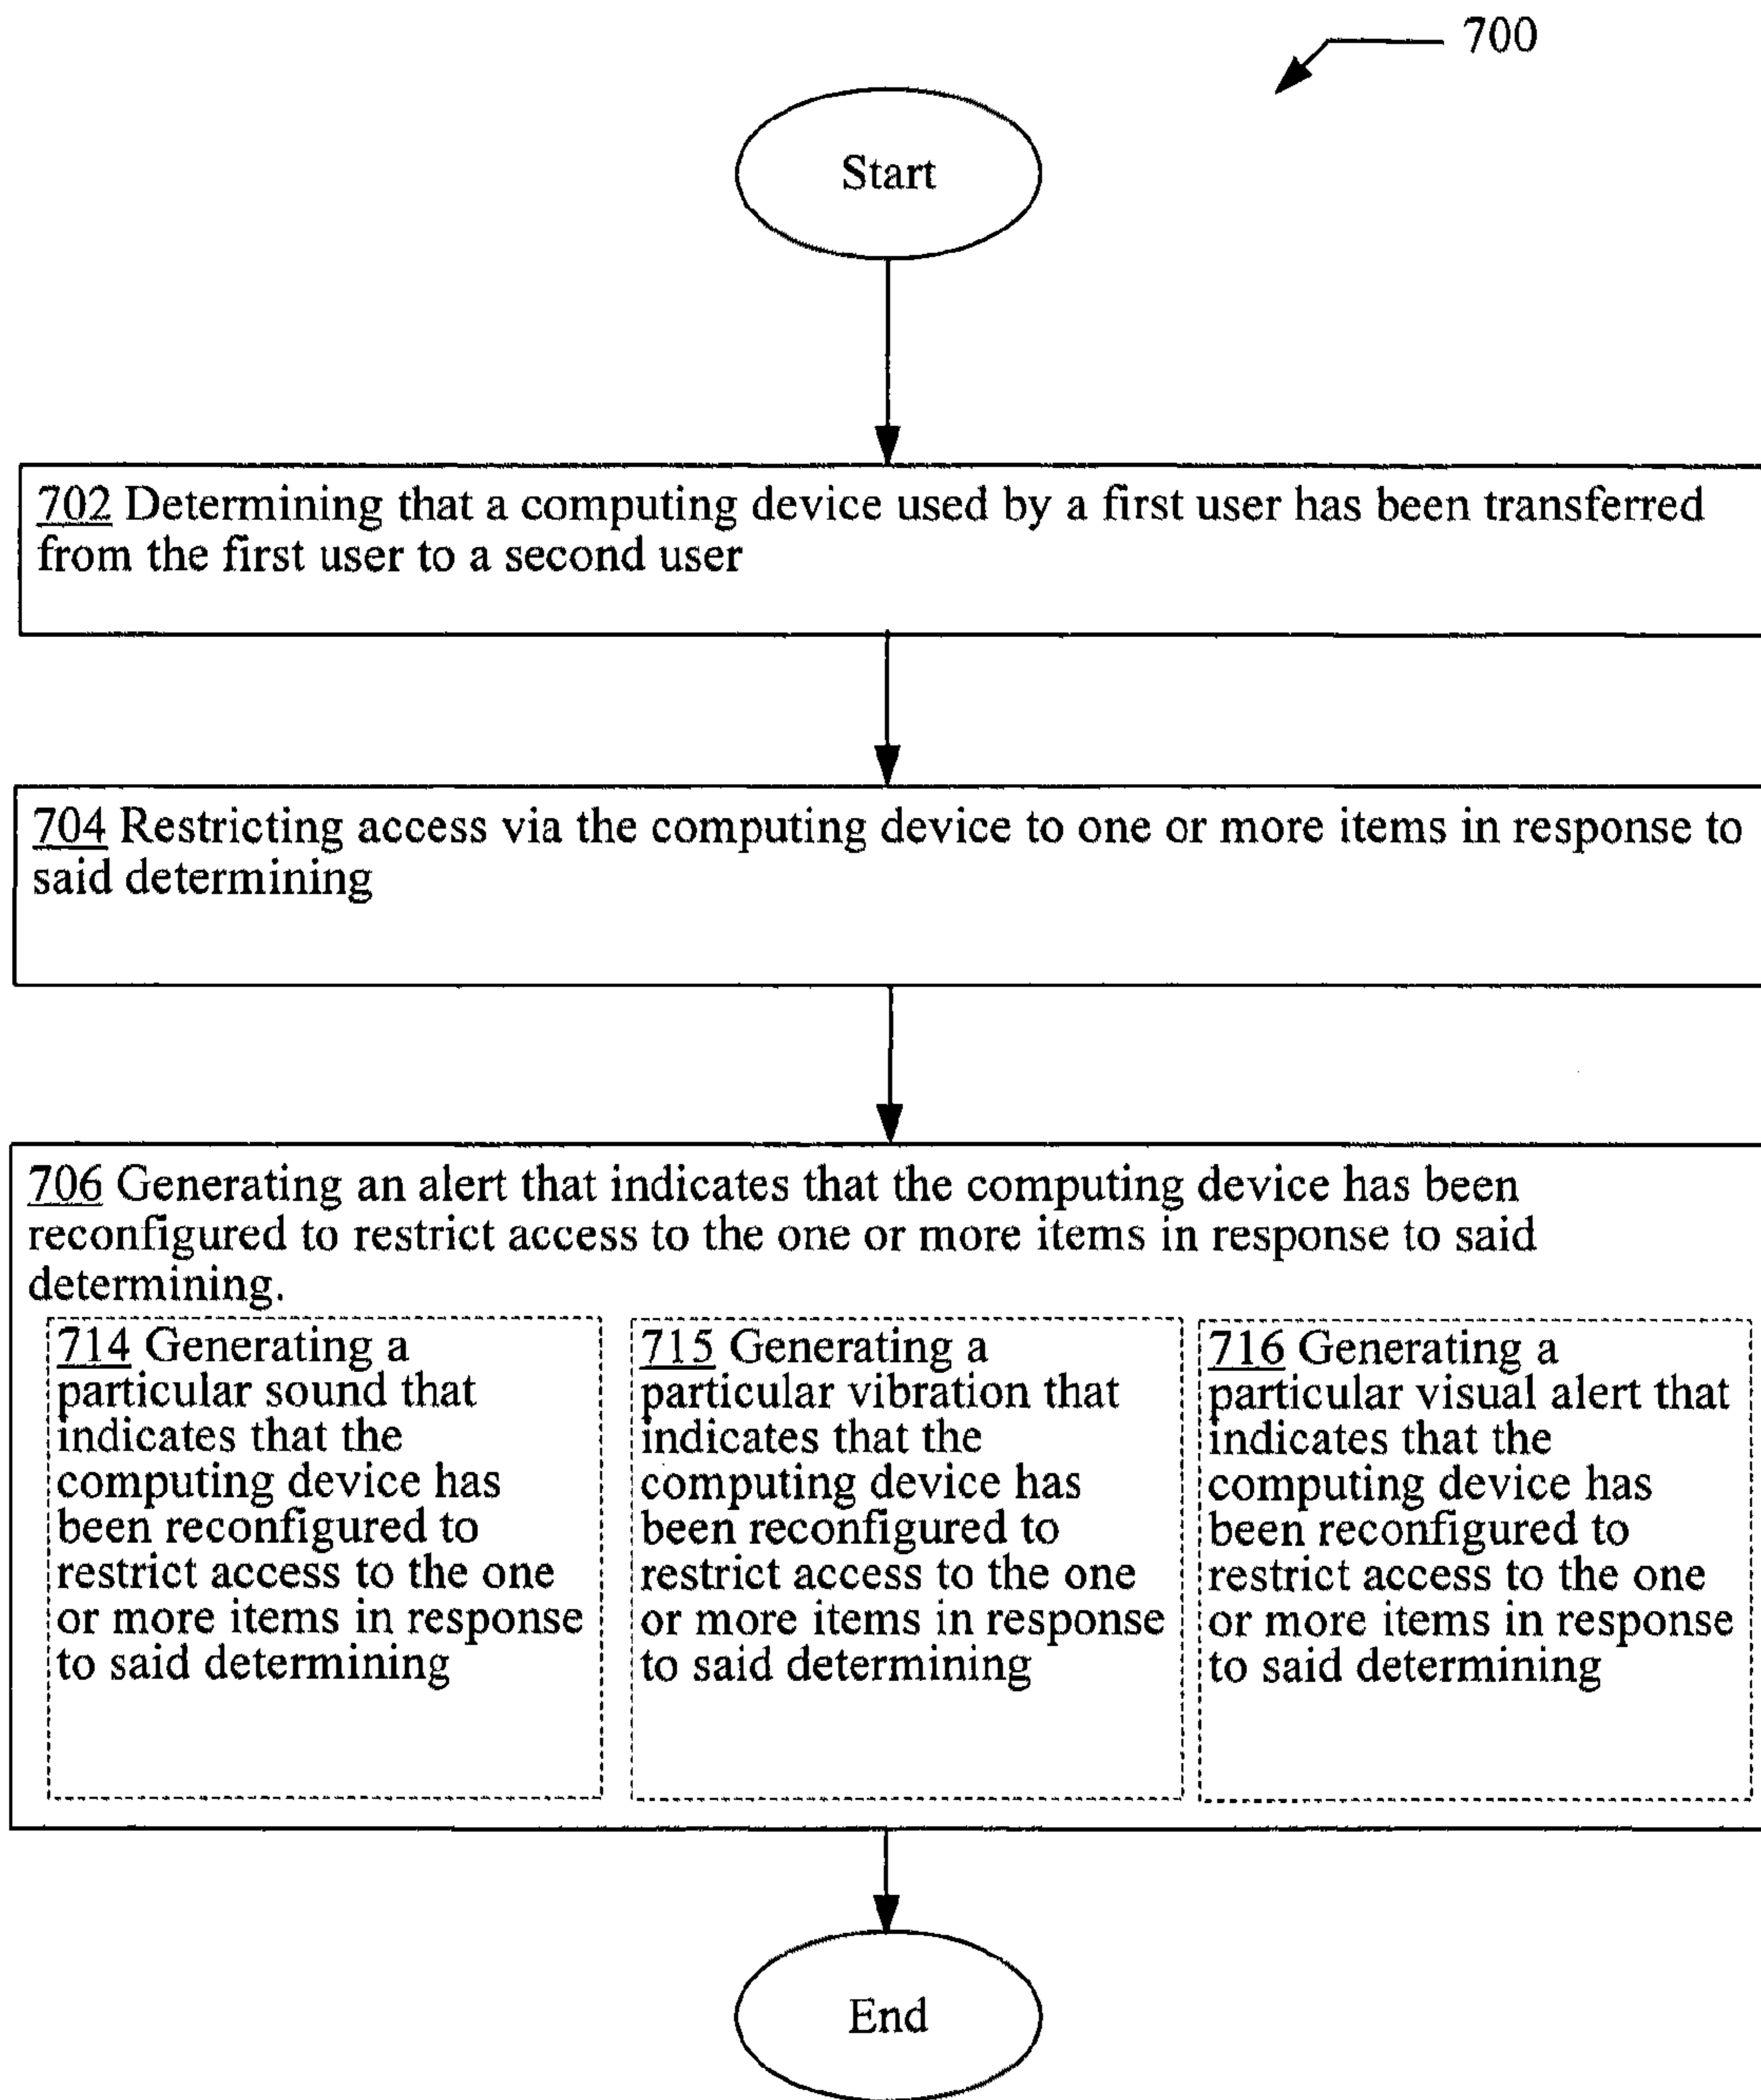 700
Start
702 Determining that a computing device used by a first user has been transferred
from the first user to a second user
704 Restricting access via the computing device to one or more items in response to
said determining
706 Generating an alert that indicates that the computing device has been
reconfigured to restrict access to the one or more items in response to said
determining.
714 Generating a
particular sound that
indicates that the
computing device has
been reconfigured to
restrict access to the one
or more items in response
to said determining
715 Generating a
particular vibration that
indicates that the
computing device has
been reconfigured to
restrict access to the one
or more items in response
to said determining
716 Generating a
particular visual alert that
indicates that the
computing device has
been reconfigured to
restrict access to the one
or more items in response
to said determining
End